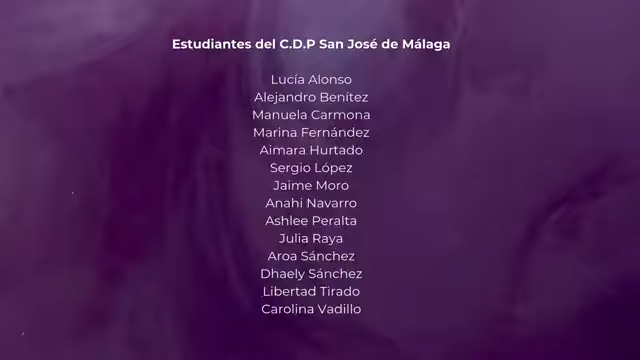 Estudiantes del C.D.P San José de Málaga
Lucía Alonso
Alejandro Benítez
Manuela Carmona
Marina Fernández
Aimara Hurtado
Sergio López
Jaime Moro
Anahi Navarro
Ashlee Peralta
Julia Raya
Aroa Sánchez
Dhaely Sánchez
Libertad Tirado
Carolina Vadillo